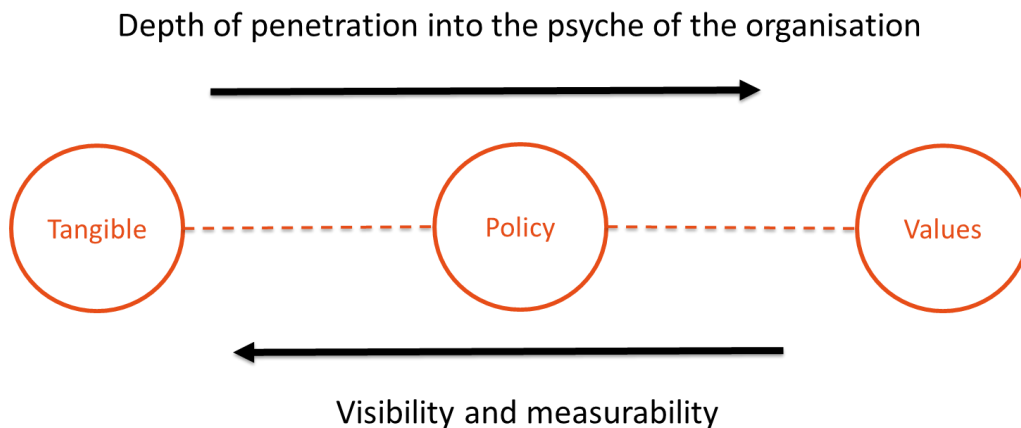 Depth of penetration into the psyche of the organisation
Tangible
Policy
Values
Visibility and measurability